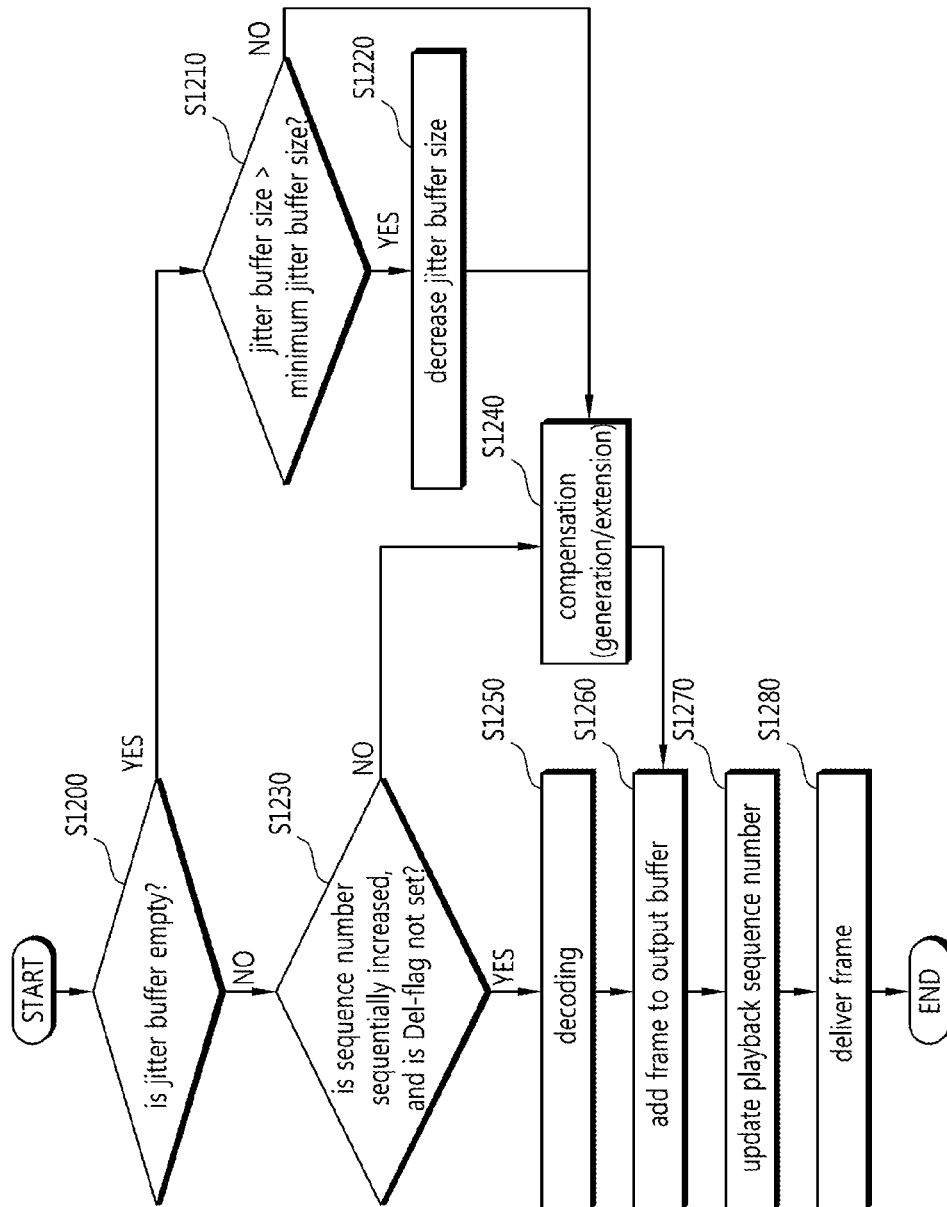 START
S1200
is jitter buffer empty?
YES
NO
S1210
jitter buffer size >
minimum jitter buffer size?
NO
YES
S1220
decrease jitter buffer size
S1230
is sequence number
sequentially increased,
and is Del-flag not set?
NO
YES
S1240
compensation
(generation/extension)
S1250
decoding
S1260
add frame to output buffer
S1270
update playback sequence number
S1280
deliver frame
END